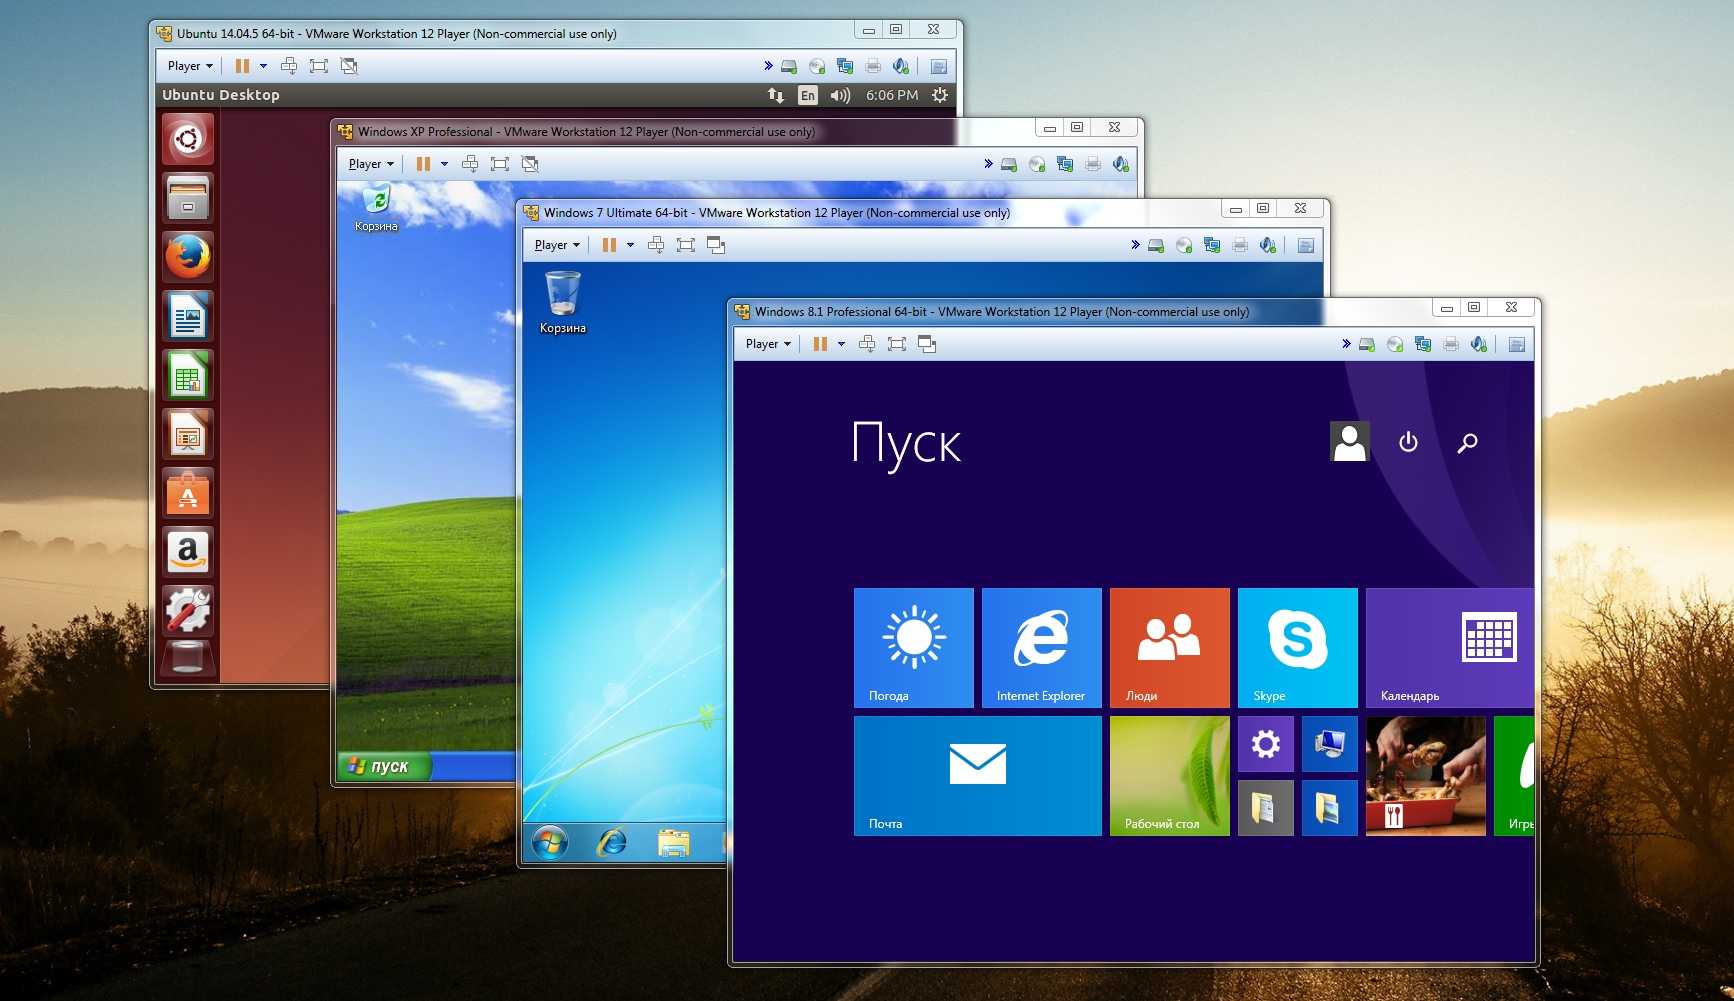 Ubuntu 14.04.5 64-bit - VMware Workstation 12 Player (Non-commercial use only)
Player
Ubuntu Desktop
En
6:06 PM
Windows XP Professional - VMware Workstation 12 Player (Non-commercial use only)
Player
Корзина
Windows 7 Ultimate 64-bit - VMware Workstation 12 Player (Non-commercial use only)
Player
Корзина
Windows 8.1 Professional 64-bit - VMware Workstation 12 Player (Non-commercial use only)
Player
Пуск
Погода
Internet Explorer
Люди
Skype
Календарь
Почта
Рабочий стол
Игры
пуск